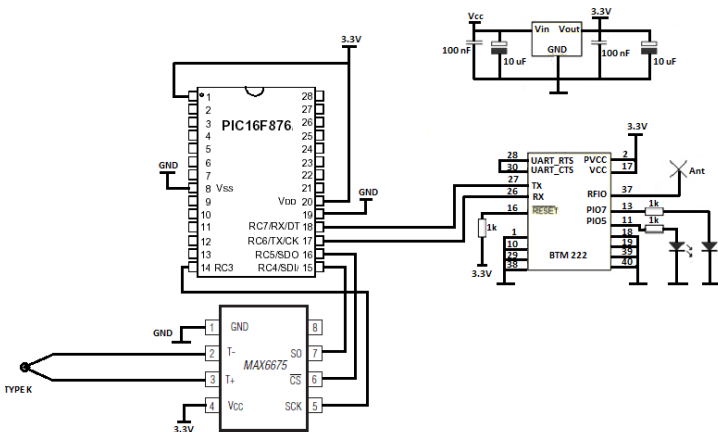 3.3V
Vcc
3.3V
Vin Vout
GND
100 nF
10 uF
100 nF
10 uF
PIC16F876.
1
2
3
4
5
6
7
8 Vss
9
10
11
12
13
14 RC3
28
27
26
25
24
23
22
21
VDD 20
19
RC7/RX/DT 18
RC6/TX/CK 17
RC5/SDO 16
RC4/SDI/ 15
GND
GND
3.3V
28 UART_RTS
30 UART_CTS
27 TX
26 RX
16 RESET
1
10
29
38
PVCC 2
VCC 17
RFIO 37
PIO7 13
PIO5 11
18
19
39
40
BTM 222
Ant
1k
1k
1k
3.3V
GND
1 GND
2 T-
3 T+
4 Vcc
MAX6675
8
SO 7
CS 6
SCK 5
TYPE K
3.3V